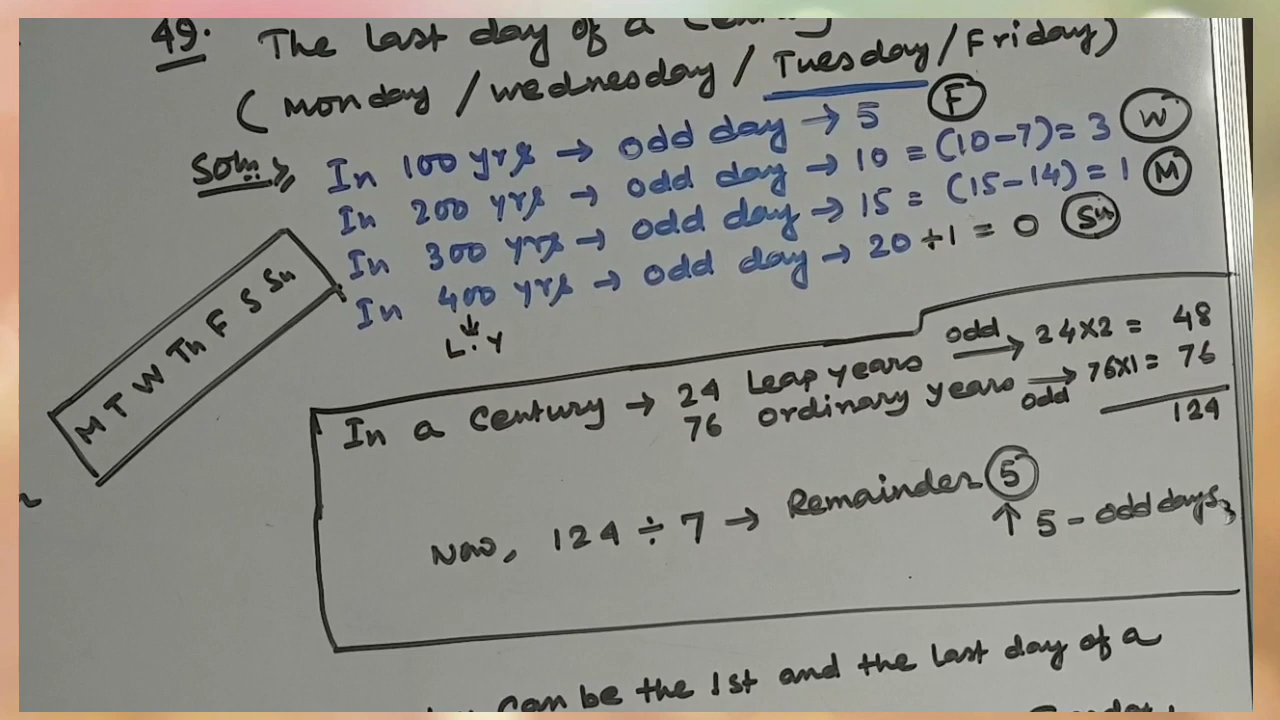 49. The last day of a
(Monday / wednesday / Tuesday / Friday)
Soln:⇒ In 100 yrs → odd day → 5 (F)
In 200 yrs → odd day → 10 = (10-7) = 3 (W)
In 300 yrs → odd day → 15 = (15-14) = 1 (M)
In 400 yrs → odd day → 20 +1 = 0 (Su)
↓
L.Y
M T W Th F S Su
In a century → 24 Leap years odd → 24×2 = 48
76 ordinary years odd → 76×1 = 76
124
Now, 124 ÷ 7 → Remainder 5
↑ 5 - odd days,
can be the 1st and the last day of a